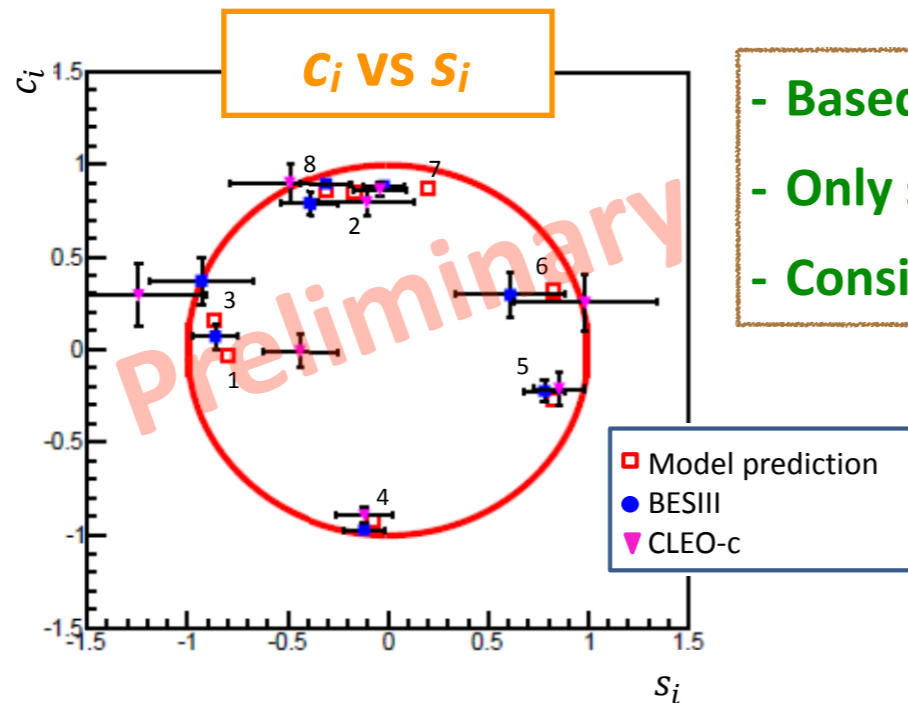 c_i vs s_i
- Based
- Only s
- Consi
c_i
1.5
1
0.5
0
-0.5
-1
-1.5
8
7
2
6
3
1
5
4
Preliminary
Model prediction
BESIII
CLEO-c
-1.5 -1 -0.5 0 0.5 1 1.5
s_i